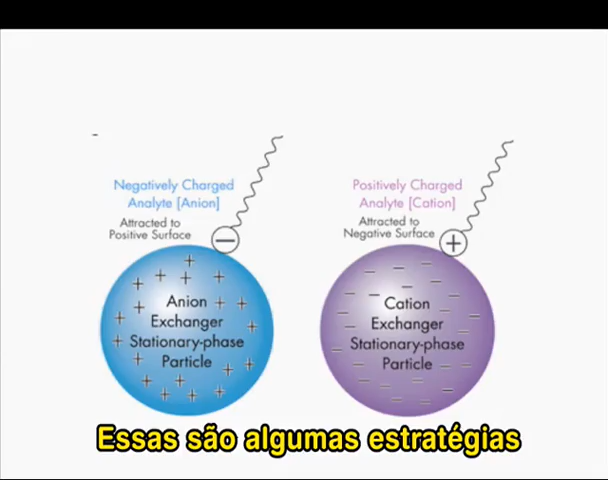 Negatively Charged
Analyte [Anion]
Attracted to
Positive Surface
−
+ + + + + + + + + + + + + + + + + +
Anion
Exchanger
Stationary-phase
Particle
Positively Charged
Analyte [Cation]
Attracted to
Negative Surface
+
Cation
Exchanger
Stationary-phase
Particle
Essas são algumas estratégias